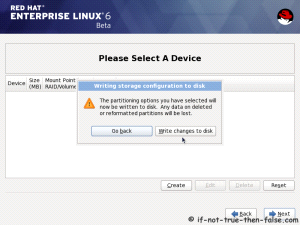 RED HAT
ENTERPRISE LINUX 6
Beta
Please Select A Device
Device Size (MB) Mount Point RAID/Volume
Writing storage configuration to disk
The partitioning options you have selected will
now be written to disk. Any data on deleted
or reformatted partitions will be lost.
Go back Write changes to disk
Create Edit Delete Reset
Back Next
© if-not-true-then-false.com